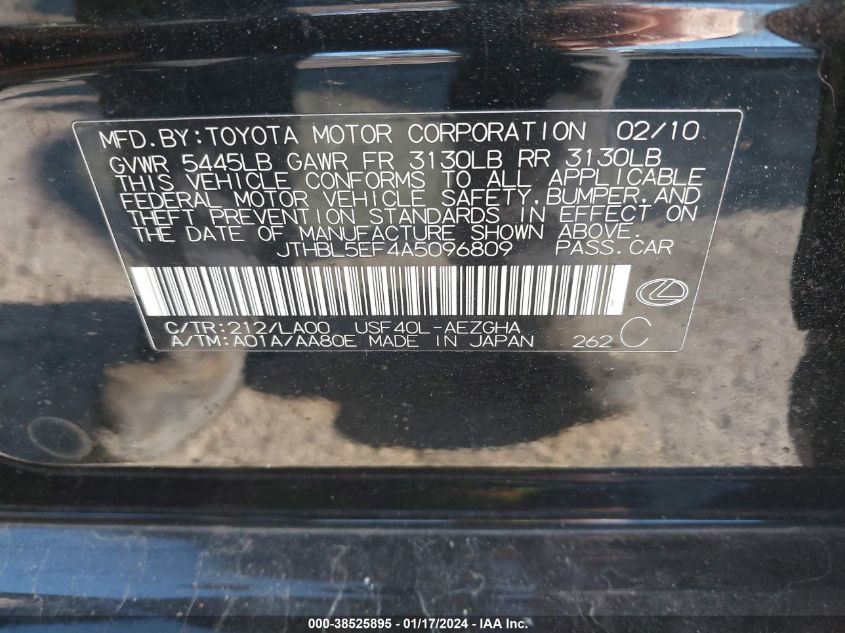 MFD.BY:TOYOTA MOTOR CORPORATION 02/10
GVWR 5445LB GAWR FR 3130LB RR 3130LB
THIS VEHICLE CONFORMS TO ALL APPLICABLE
FEDERAL MOTOR VEHICLE SAFETY,BUMPER,AND
THEFT PREVENTION STANDARDS IN EFFECT ON
THE DATE OF MANUFACTURE SHOWN ABOVE.
JTHBL5EF4A5096809 PASS.CAR
C/TR:212/LA00 USF40L-AEZGHA
A/TM:A01A/AA80E MADE IN JAPAN 262 C
000-38525895 - 01/17/2024 - IAA Inc.